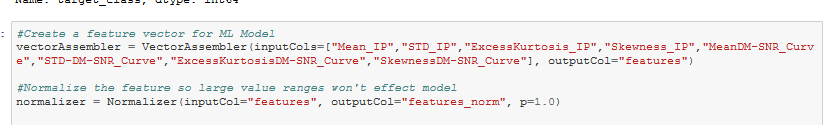 Name: target_class, dtype: int64
:
#Create a feature vector for ML Model
vectorAssembler = VectorAssembler(inputCols=["Mean_IP","STD_IP","ExcessKurtosis_IP","Skewness_IP","MeanDM-SNR_Curv
e","STD-DM-SNR_Curve","ExcessKurtosisDM-SNR_Curve","SkewnessDM-SNR_Curve"], outputCol="features")
#Normalize the feature so large value ranges won't effect model
normalizer = Normalizer(inputCol="features", outputCol="features_norm", p=1.0)